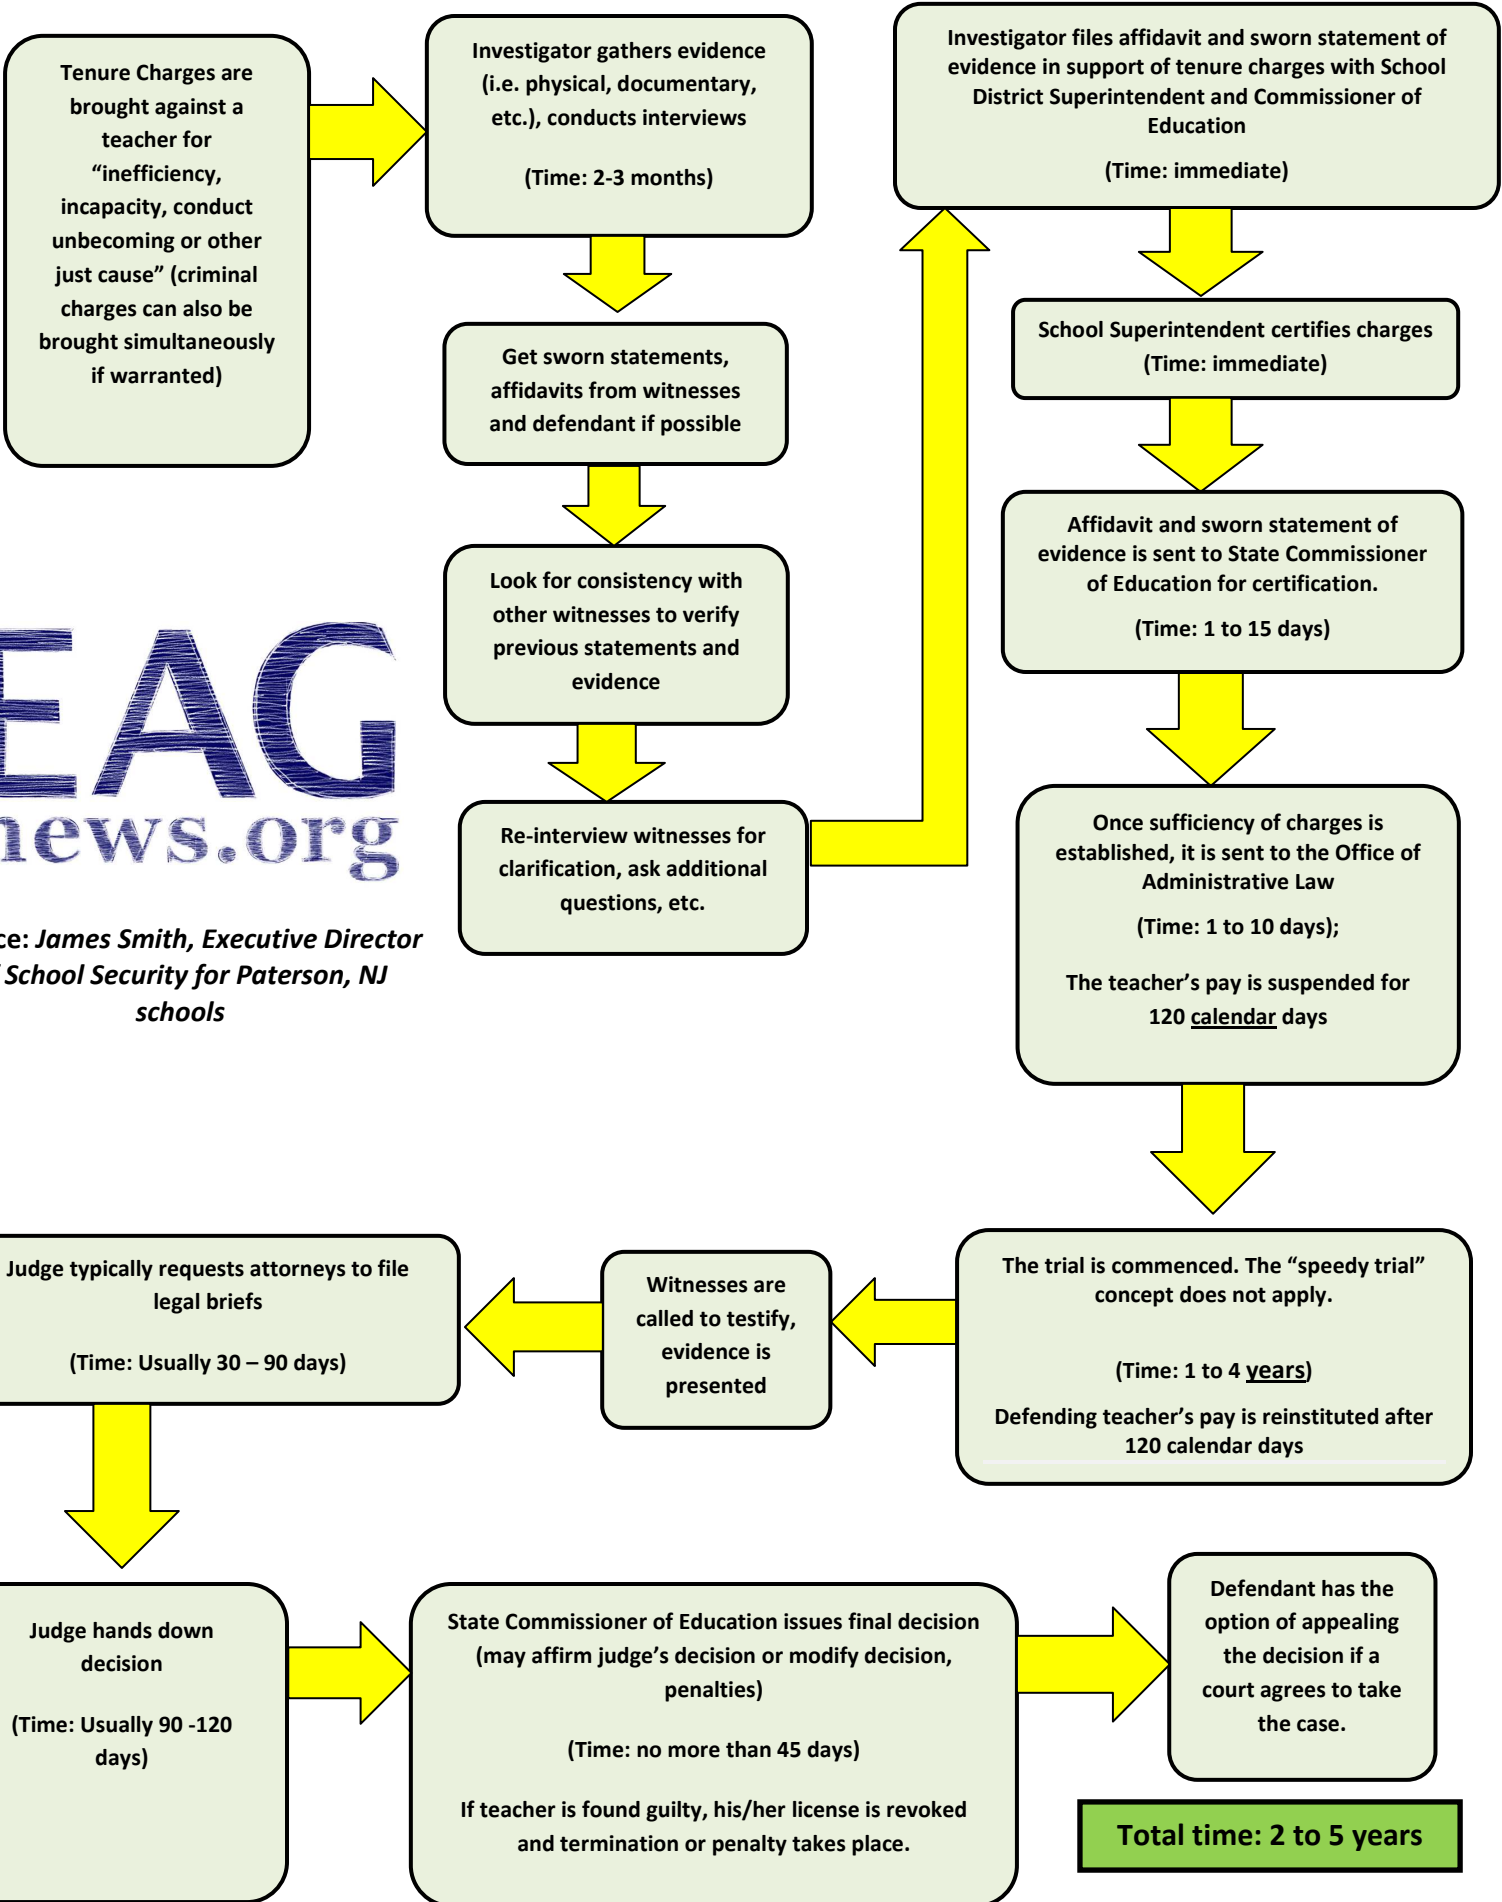 Tenure Charges are
brought against a
teacher for
“inefficiency,
incapacity, conduct
unbecoming or other
just cause” (criminal
charges can also be
brought simultaneously
if warranted)
Investigator gathers evidence
(i.e. physical, documentary,
etc.), conducts interviews
(Time: 2-3 months)
Get sworn statements,
affidavits from witnesses
and defendant if possible
Look for consistency with
other witnesses to verify
previous statements and
evidence
Re-interview witnesses for
clarification, ask additional
questions, etc.
Investigator files affidavit and sworn statement of
evidence in support of tenure charges with School
District Superintendent and Commissioner of
Education
(Time: immediate)
School Superintendent certifies charges
(Time: immediate)
Affidavit and sworn statement of
evidence is sent to State Commissioner
of Education for certification.
(Time: 1 to 15 days)
Once sufficiency of charges is
established, it is sent to the Office of
Administrative Law
(Time: 1 to 10 days);
The teacher’s pay is suspended for
120 calendar days
EAG
news.org
ce: James Smith, Executive Director
School Security for Paterson, NJ
schools
The trial is commenced. The “speedy trial”
concept does not apply.
(Time: 1 to 4 years)
Defending teacher’s pay is reinstituted after
120 calendar days
Witnesses are
called to testify,
evidence is
presented
Judge typically requests attorneys to file
legal briefs
(Time: Usually 30 – 90 days)
Judge hands down
decision
(Time: Usually 90 -120
days)
State Commissioner of Education issues final decision
(may affirm judge’s decision or modify decision,
penalties)
(Time: no more than 45 days)
If teacher is found guilty, his/her license is revoked
and termination or penalty takes place.
Defendant has the
option of appealing
the decision if a
court agrees to take
the case.
Total time: 2 to 5 years